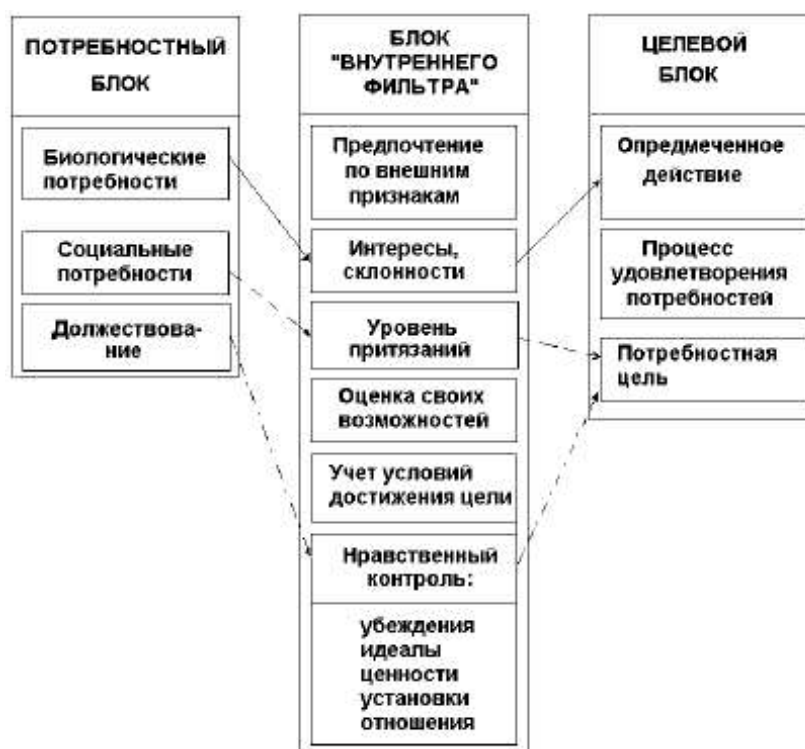 ПОТРЕБНОСТНЫЙ
БЛОК
Биологические
потребности
Социальные
потребности
Должествова-
ние
БЛОК
"ВНУТРЕННЕГО
ФИЛЬТРА"
Предпочтение
по внешним
признакам
Интересы,
склонности
Уровень
притязаний
Оценка своих
возможностей
Учет условий
достижения цели
Нравственный
контроль:
убеждения
идеалы
ценности
установки
отношения
ЦЕЛЕВОЙ
БЛОК
Опредмеченное
действие
Процесс
удовлетворения
потребностей
Потребностная
цель